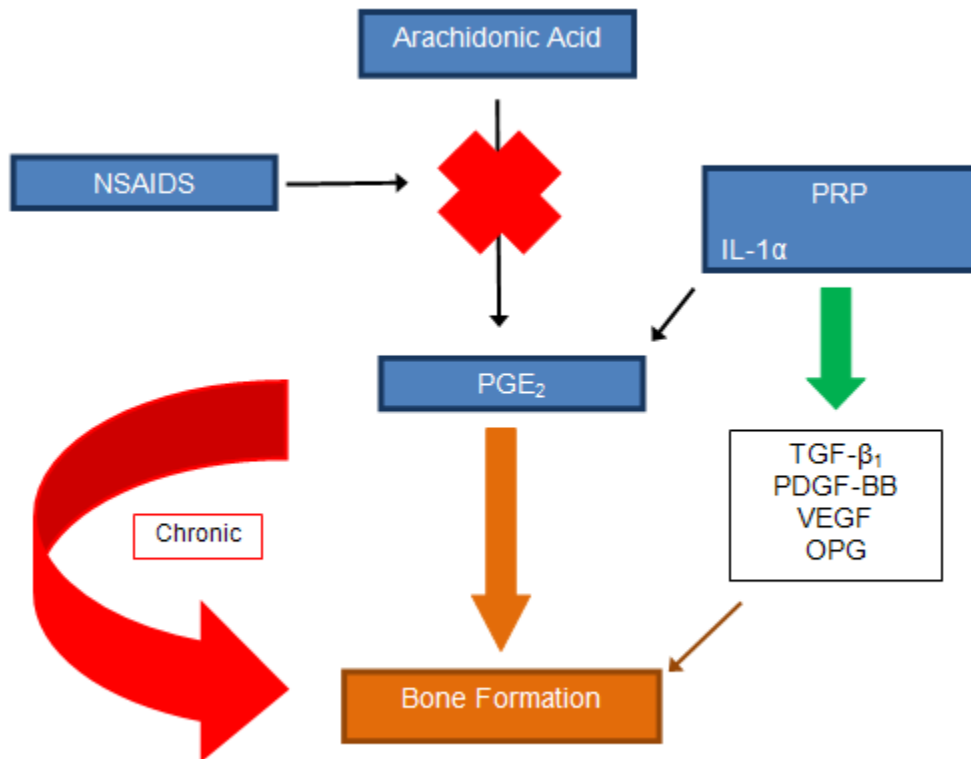 Arachidonic Acid
NSAIDS
PRP
IL-1α
PGE₂
TGF-β₁
PDGF-BB
VEGF
OPG
Chronic
Bone Formation